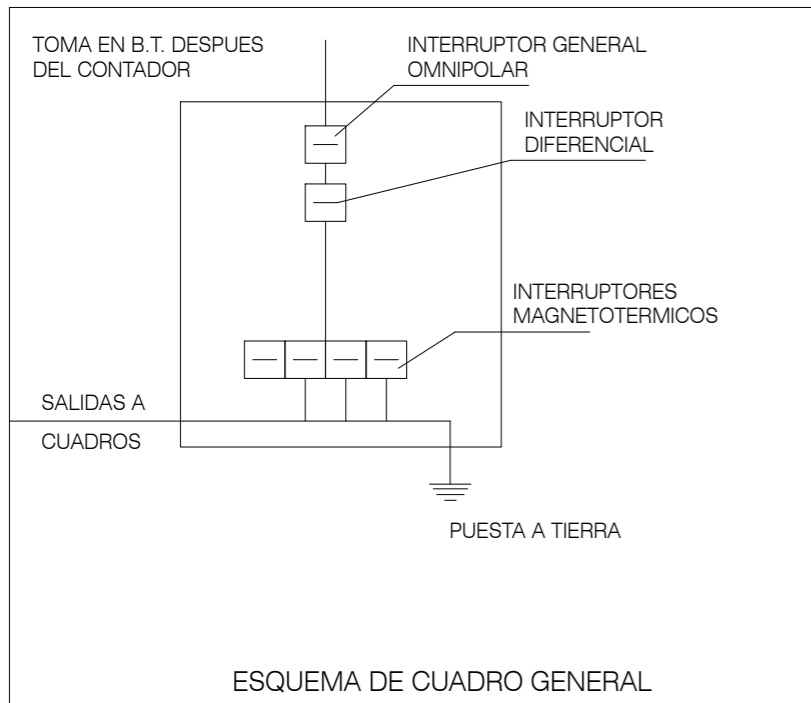 TOMA EN B.T. DESPUES
DEL CONTADOR
INTERRUPTOR GENERAL
OMNIPOLAR
INTERRUPTOR
DIFERENCIAL
INTERRUPTORES
MAGNETOTERMICOS
SALIDAS A
CUADROS
PUESTA A TIERRA
ESQUEMA DE CUADRO GENERAL